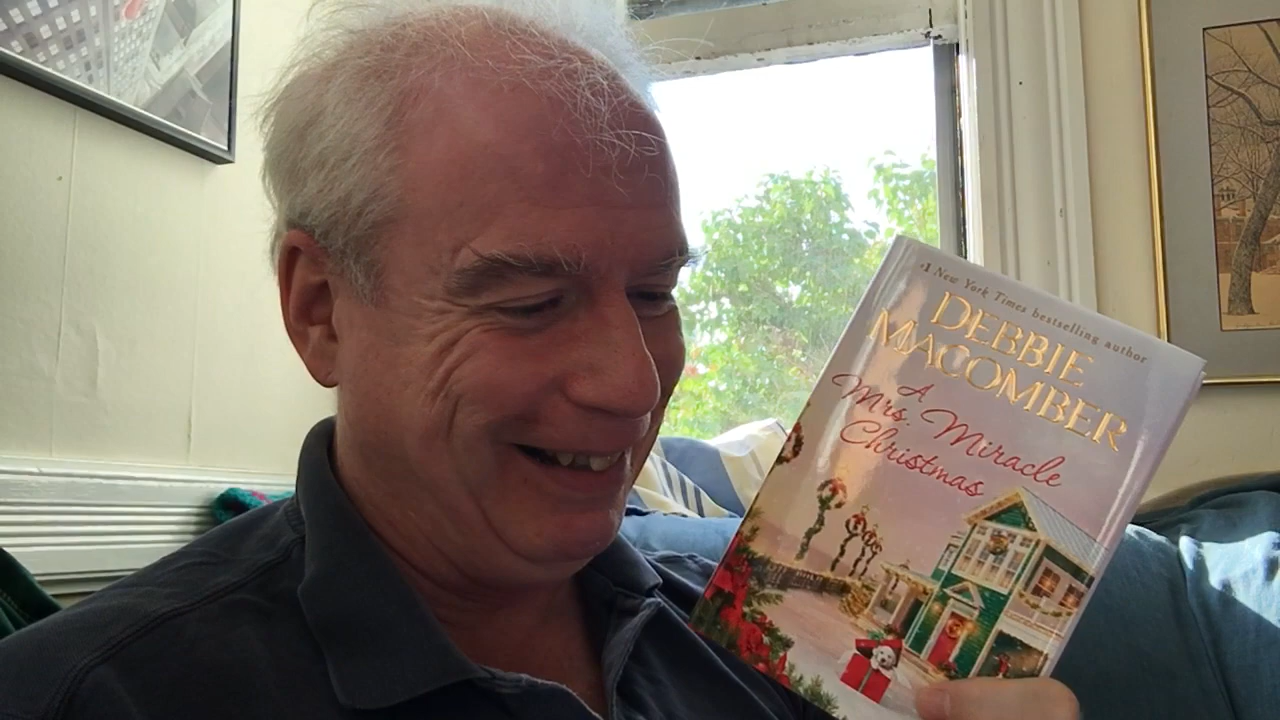 #1 New York Times bestselling author
DEBBIE
MACOMBER
A
Mrs. Miracle
Christmas